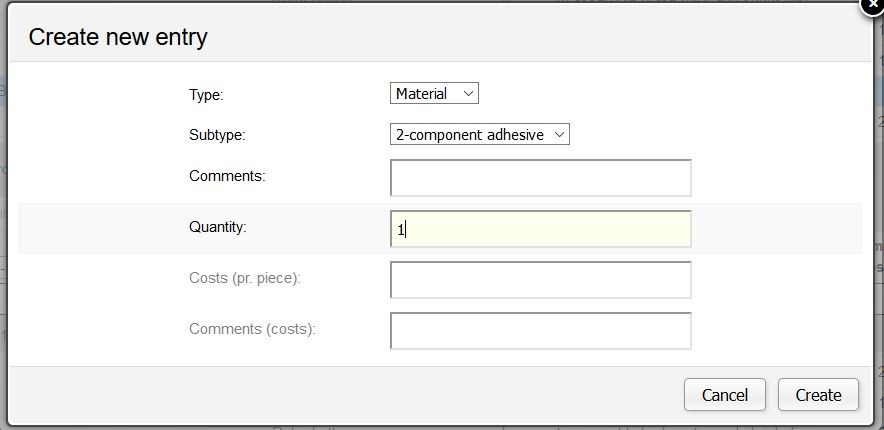 Create new entry
Type: Material
Subtype: 2-component adhesive
Comments:
Quantity: 1
Costs (pr. piece):
Comments (costs):
Cancel Create